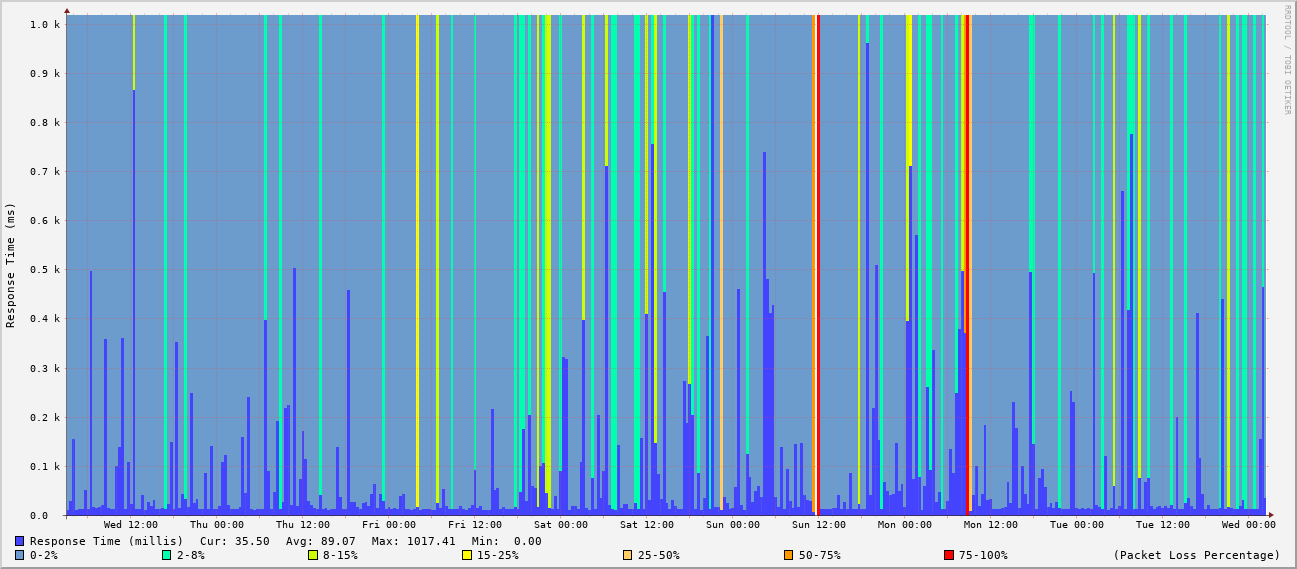 1.0 k
0.9 k
0.8 k
0.7 k
0.6 k
0.5 k
0.4 k
0.3 k
0.2 k
0.1 k
0.0
Response Time (ms)
RRDTOOL / TOBI OETIKER
Wed 12:00 Thu 00:00 Thu 12:00 Fri 00:00 Fri 12:00 Sat 00:00 Sat 12:00 Sun 00:00 Sun 12:00 Mon 00:00 Mon 12:00 Tue 00:00 Tue 12:00 Wed 00:00
Response Time (millis) Cur: 35.50 Avg: 89.07 Max: 1017.41 Min: 0.00
0-2% 2-8% 8-15% 15-25% 25-50% 50-75% 75-100% (Packet Loss Percentage)